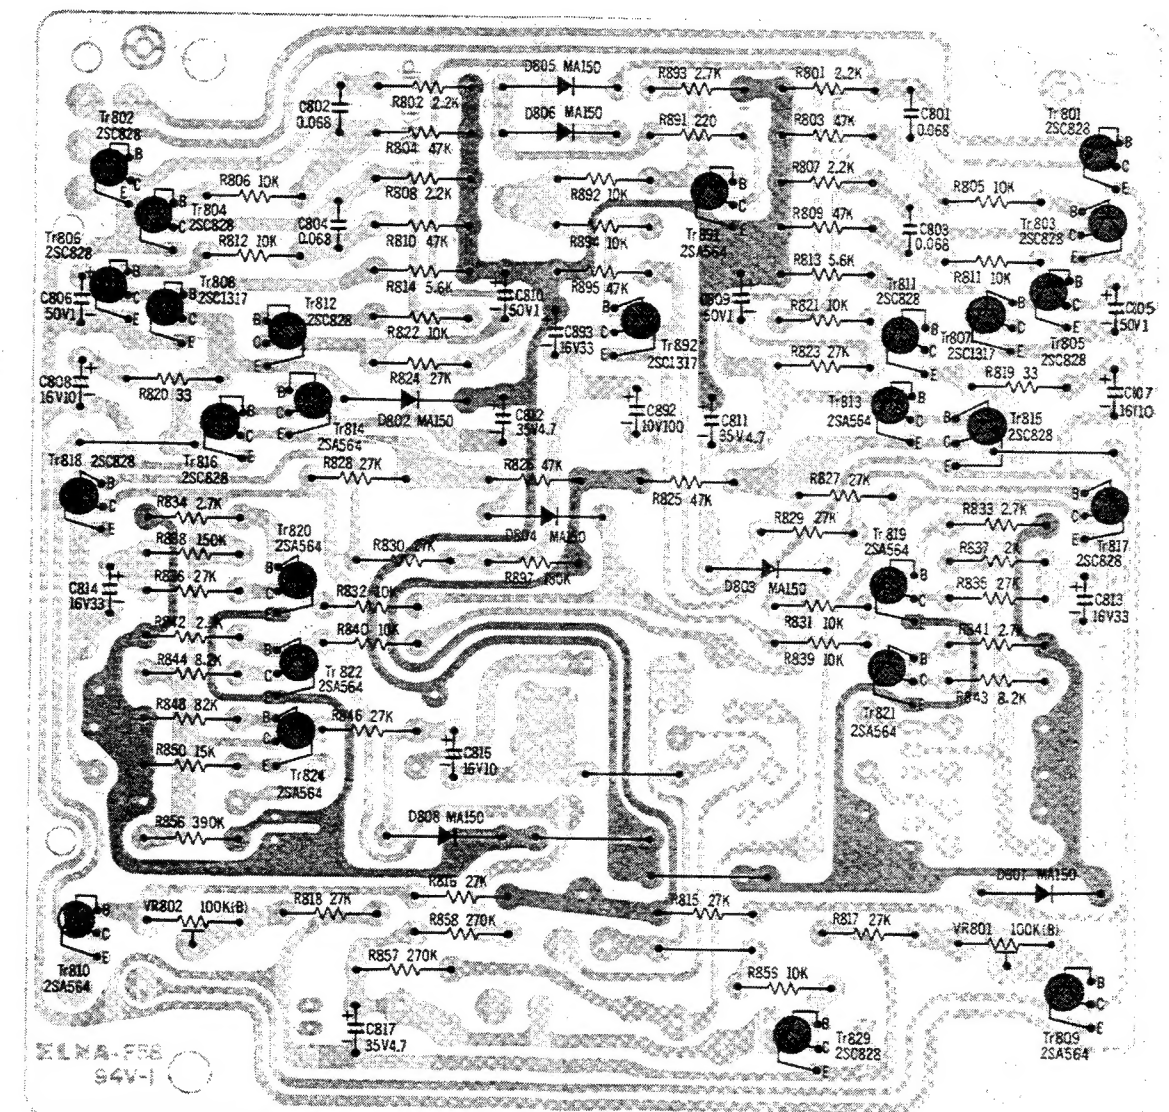 D805 MA150
R893 2.7K
R801 2.2K
C802
0.068
R802 2.2K
C801
0.068
Tr802
2SC828
D806 MA150
R891 220
R803 47K
Tr801
2SC828
R804 47K
B
C
E
R806 10K
R808 2.2K
R892 10K
R807 2.2K
R805 10K
B
C
E
B
C
E
Tr804
2SC828
C804
0.068
R810 47K
R894 10K
Tr891
2SA564
R809 47K
C803
0.068
Tr803
2SC828
B
C
E
Tr806
2SC828
R812 10K
R814 5.6K
R895 47K
R813 5.6K
R811 10K
B
C
E
C806
50V1
B
C
E
Tr808
2SC1317
B
C
E
Tr812
2SC828
B
C
E
R822 10K
C810
50V1
C893
16V33
B
C
E
Tr892
2SC1317
C809
50V1
R821 10K
Tr811
2SC828
B
C
E
Tr807
2SC1317
B
C
E
Tr805
2SC828
R823 27K
R819 33
C808
16V10
R820 33
R824 27K
D802 MA150
C812
35V4.7
C892
10V100
C811
35V4.7
Tr813
2SA564
B
C
E
Tr815
2SC828
B
C
E
B
C
E
Tr814
2SA564
B
C
E
Tr816
2SC828
Tr818 2SC828
B
C
E
R828 27K
R826 47K
R825 47K
R827 27K
R834 2.7K
Tr820
2SA564
D804 MA150
R829 27K
Tr819
2SA564
R833 2.7K
B
C
E
Tr817
2SC828
R830 27K
R837
R836 27K
B
C
E
D803 MA150
B
C
E
R835 27K
C814
16V33
R832 10K
R831 10K
C813
16V33
R840 10K
R839 10K
R841 2.7K
R844 8.2K
B
C
E
Tr822
2SA564
B
C
E
R843 8.2K
Tr821
2SA564
R848 82K
B
C
E
R846 27K
R850 15K
Tr824
2SA564
C815
16V10
R856 390K
D808 MA150
D801 MA150
R816 27K
B
C
E
VR802 100K(B)
R818 27K
R815 27K
R858 270K
R817 27K
VR801 100K(B)
Tr810
2SA564
R857 270K
R859 10K
B
C
E
C817
35V4.7
B
C
E
Tr829
2SC828
Tr809
2SA564
94V-1